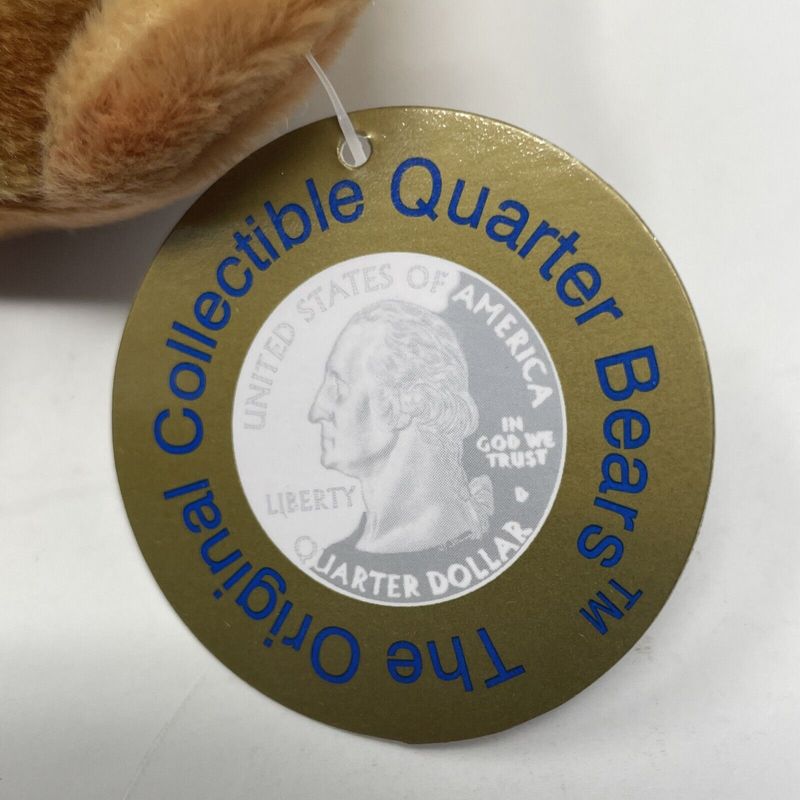 The Original Collectible Quarter Bears™
UNITED STATES OF AMERICA
LIBERTY
IN
GOD WE
TRUST
D
QUARTER DOLLAR